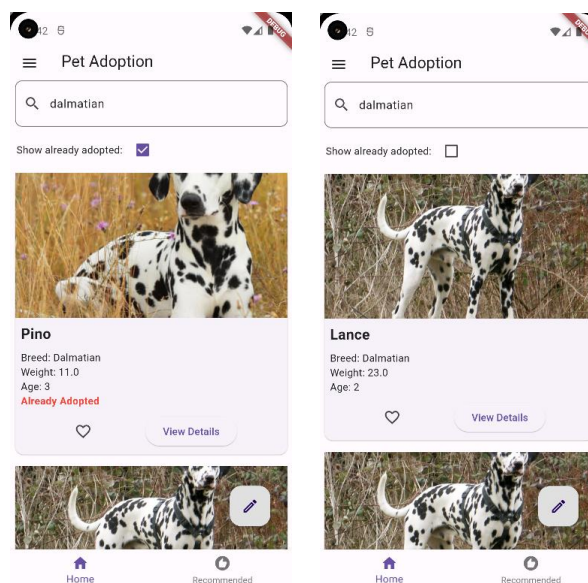 42
DEBUG
Pet Adoption
dalmatian
Show already adopted:
Pino
Breed: Dalmatian
Weight: 11.0
Age: 3
Already Adopted
View Details
Home
Recommended
42
Pet Adoption
dalmatian
Show already adopted:
Lance
Breed: Dalmatian
Weight: 23.0
Age: 2
View Details
Home
Recommended